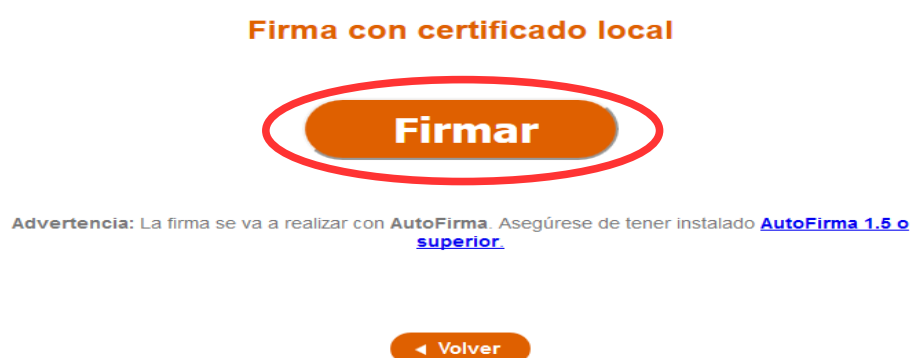 Firma con certificado local
Firmar
Advertencia: La firma se va a realizar con AutoFirma. Asegúrese de tener instalado AutoFirma 1.5 o
superior.
◄ Volver